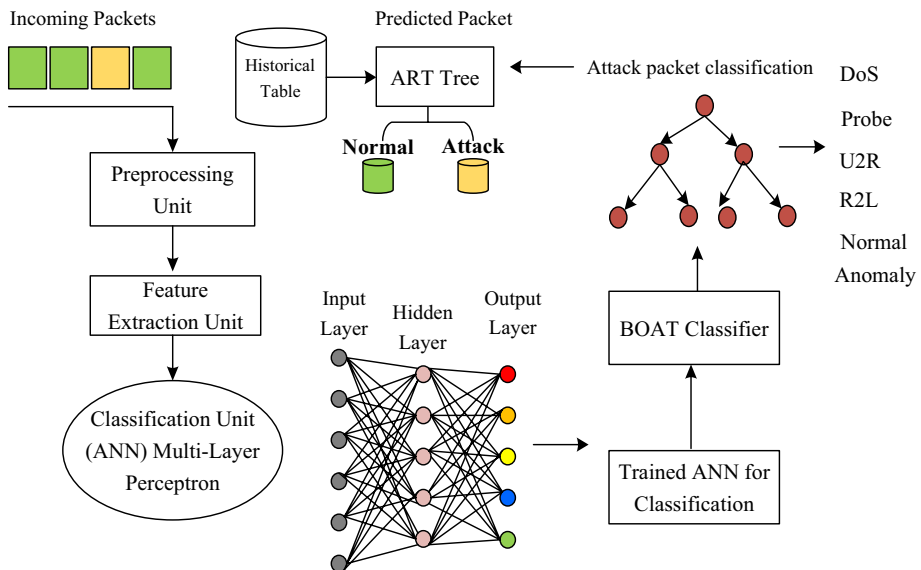 Incoming Packets
Preprocessing
Unit
Feature
Extraction Unit
Classification Unit
(ANN) Multi-Layer
Perceptron
Predicted Packet
Historical
Table
ART Tree
Normal
Attack
Input
Layer
Hidden
Layer
Output
Layer
Attack packet classification
DoS
Probe
U2R
R2L
Normal
Anomaly
BOAT Classifier
Trained ANN for
Classification